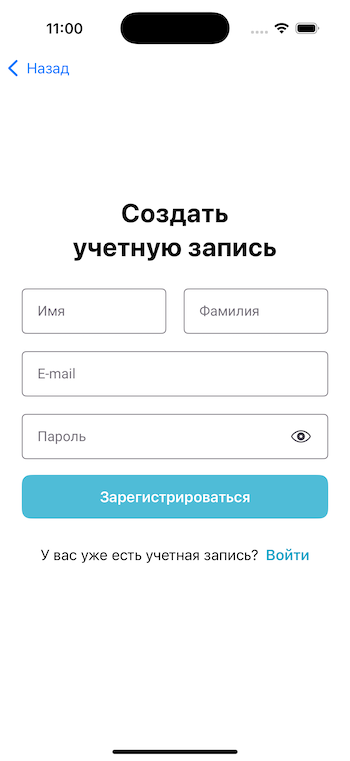 11:00
Назад
Создать
учетную запись
Имя
Фамилия
E-mail
Пароль
Зарегистрироваться
У вас уже есть учетная запись? Войти